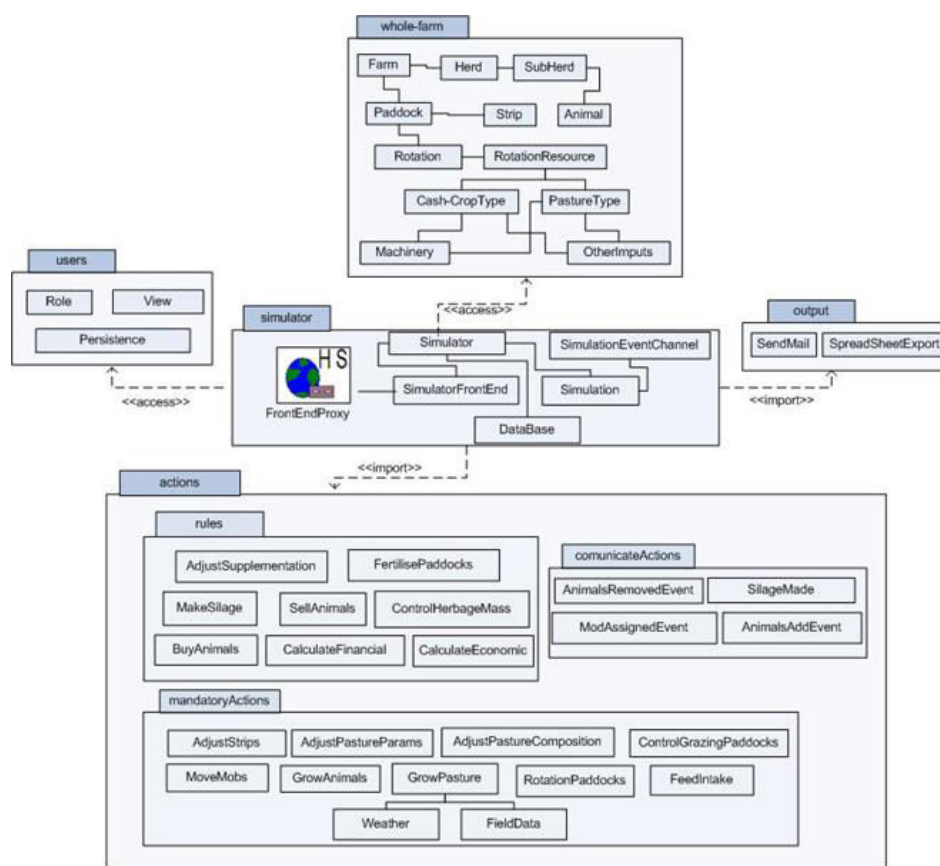 whole-farm
Farm
Herd
SubHerd
Paddock
Strip
Animal
Rotation
RotationResource
Cash-CropType
PastureType
Machinery
OtherImputs
users
Role
View
Persistence
<<access>>
<<access>>
simulator
Simulator
SimulationEventChannel
HS
SimulatorFrontEnd
Simulation
FrontEndProxy
DataBase
output
SendMail
SpreadSheetExport
<<import>>
<<import>>
actions
rules
AdjustSupplementation
FertilisePaddocks
MakeSilage
SellAnimals
ControlHerbageMass
BuyAnimals
CalculateFinancial
CalculateEconomic
comunicateActions
AnimalsRemovedEvent
SilageMade
ModAssignedEvent
AnimalsAddEvent
mandatoryActions
AdjustStrips
AdjustPastureParams
AdjustPastureComposition
ControlGrazingPaddocks
MoveMobs
GrowAnimals
GrowPasture
RotationPaddocks
FeedIntake
Weather
FieldData